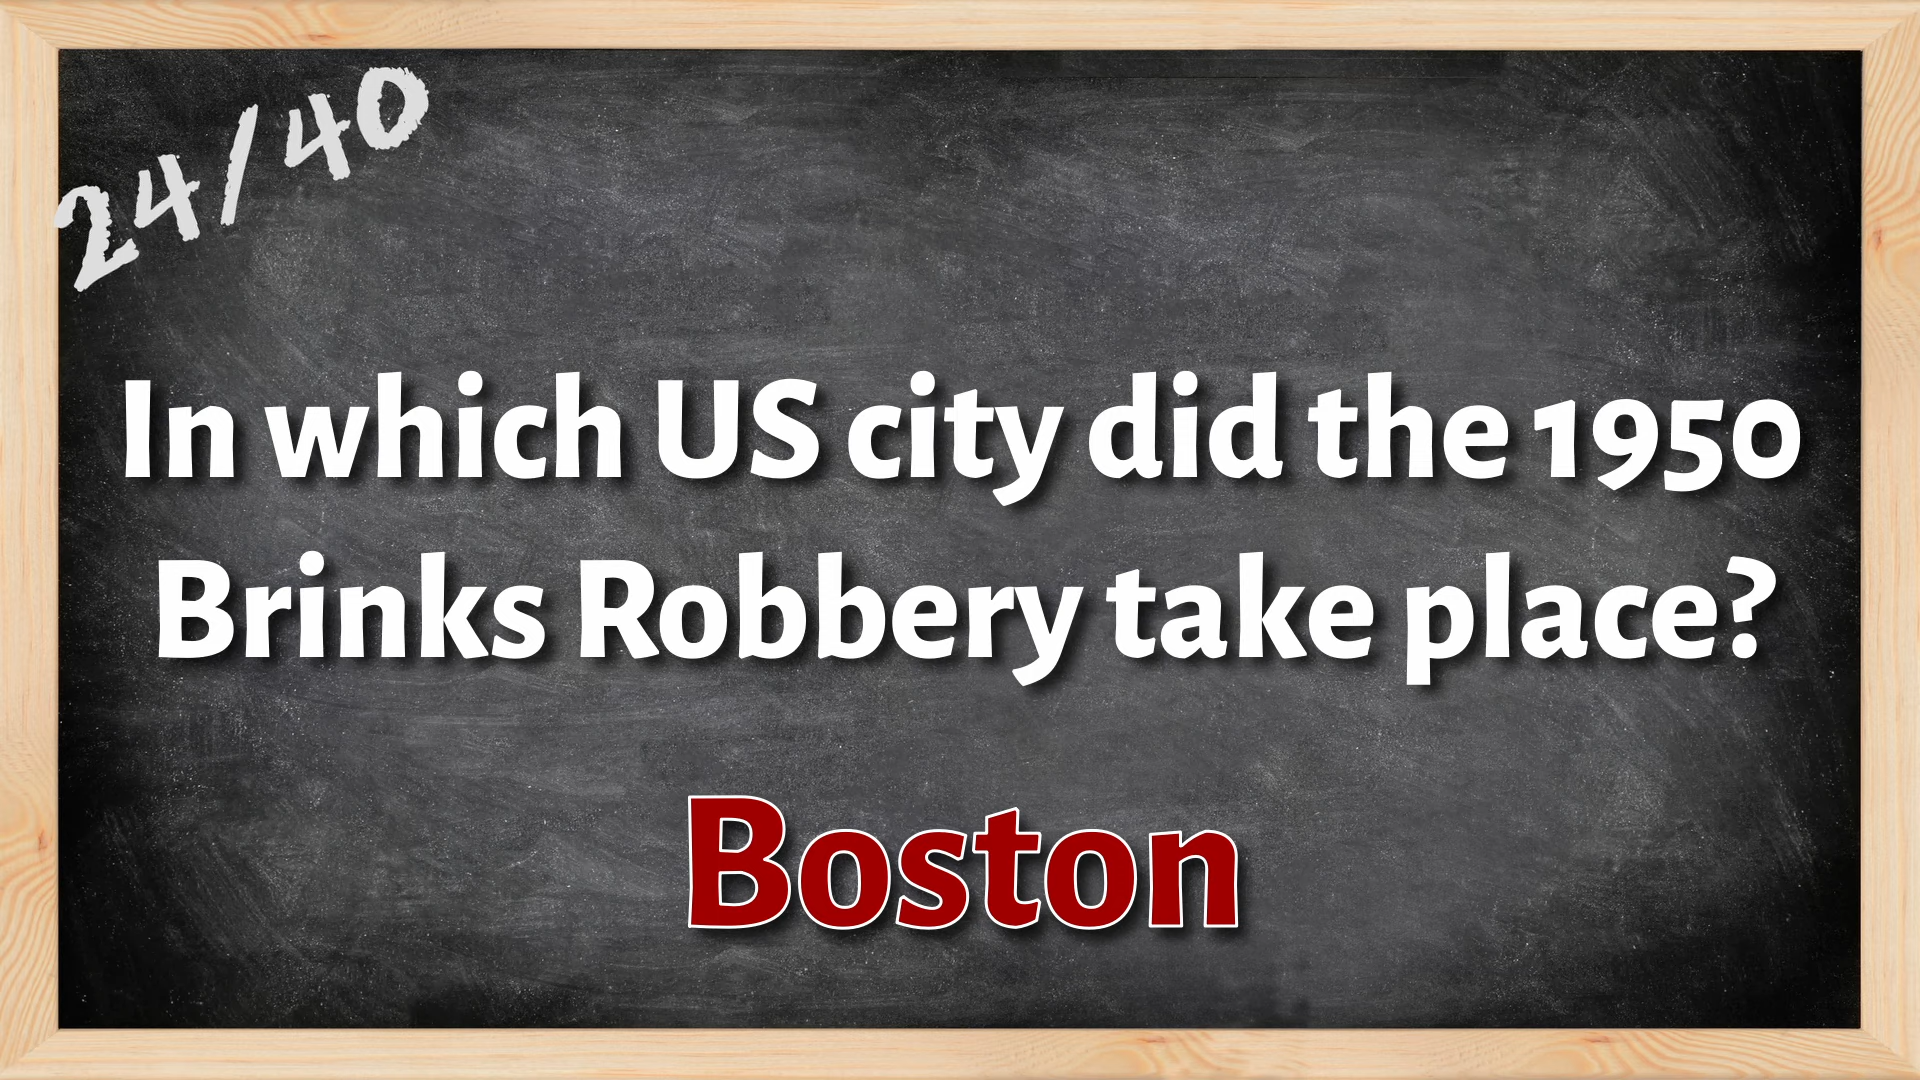 24/40
In which US city did the 1950
Brinks Robbery take place?
Boston